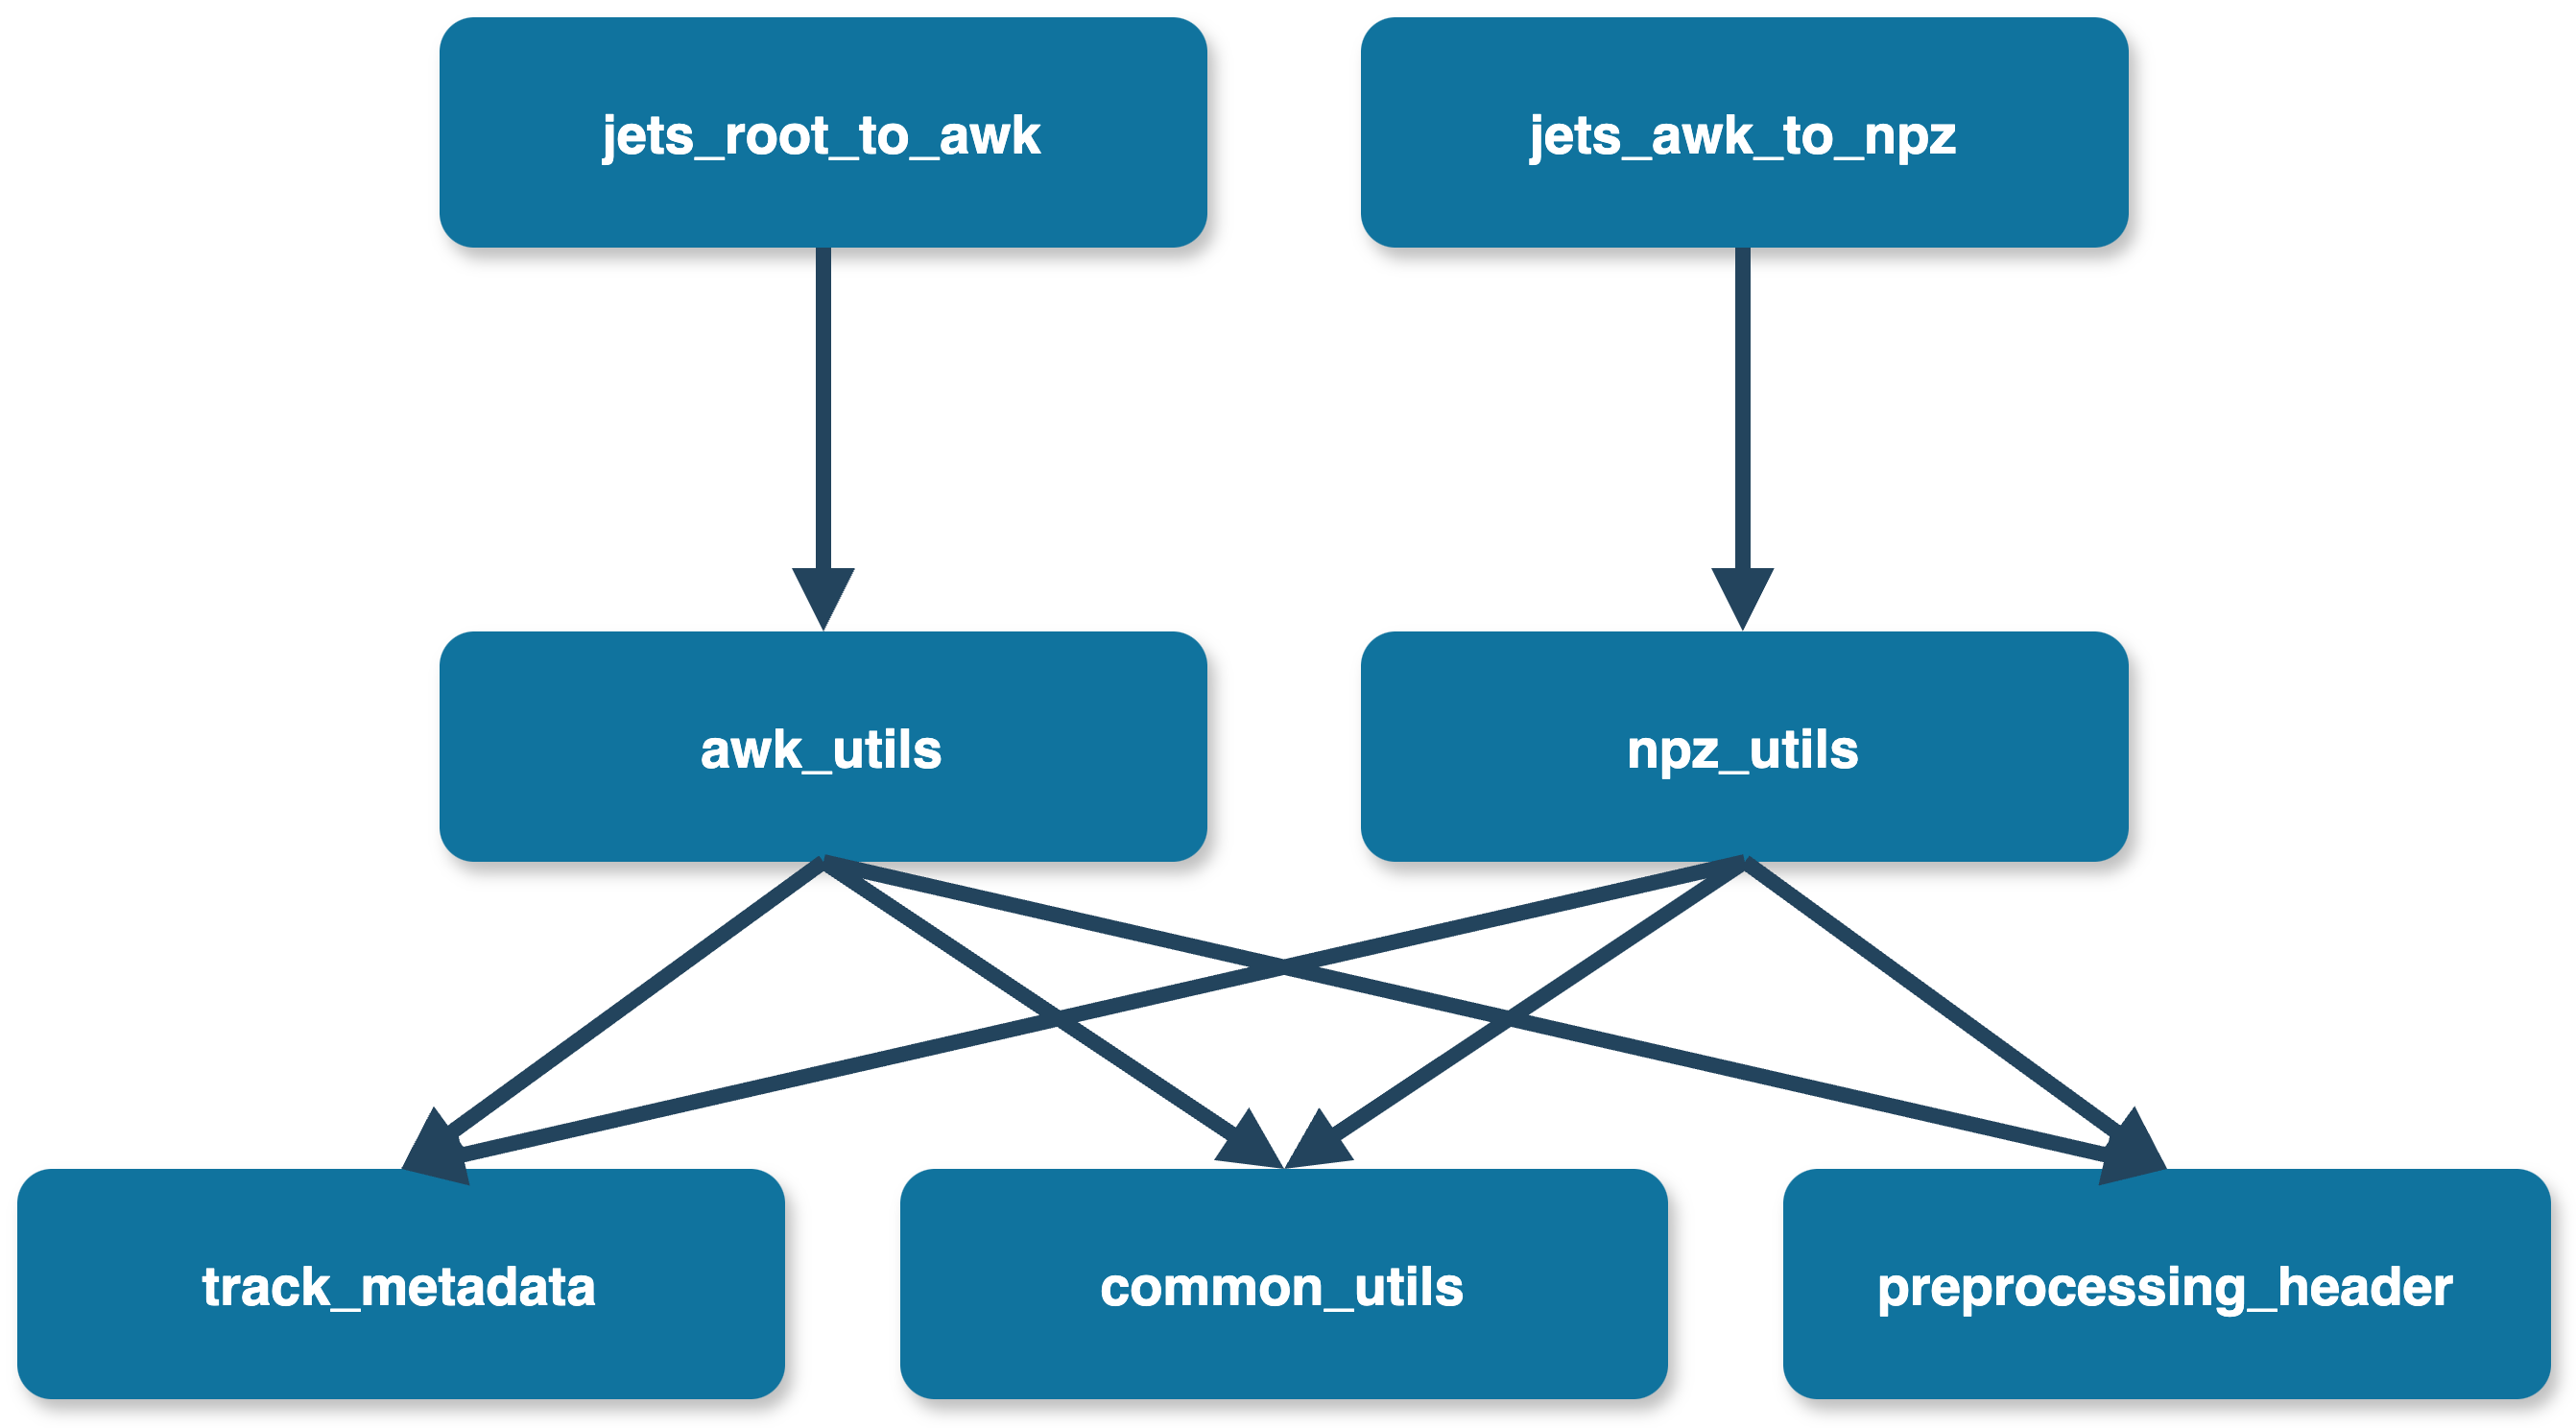 jets_root_to_awk
jets_awk_to_npz
awk_utils
npz_utils
track_metadata
common_utils
preprocessing_header